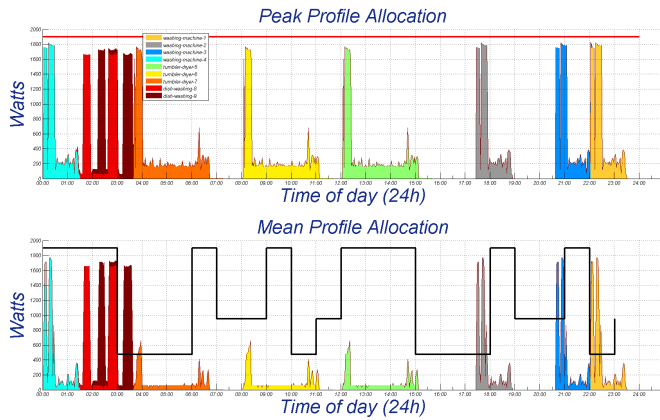 Peak Profile Allocation
2000
1800
1600
1400
1200
1000
800
600
400
200
0
Watts
washing-machine-1
washing-machine-2
washing-machine-3
washing-machine-4
tumbler-dryer-5
tumbler-dryer-6
tumbler-dryer-7
dish-washing-8
dish-washing-9
00:00 01:00 02:00 03:00 04:00 05:00 06:00 07:00 08:00 09:00 10:00 11:00 12:00 13:00 14:00 15:00 16:00 17:00 18:00 19:00 20:00 21:00 22:00 23:00 24:00
Time of day (24h)
Mean Profile Allocation
2000
1800
1600
1400
1200
1000
800
600
400
200
0
Watts
00:00 01:00 02:00 03:00 04:00 05:00 06:00 07:00 08:00 09:00 10:00 11:00 12:00 13:00 14:00 15:00 16:00 17:00 18:00 19:00 20:00 21:00 22:00 23:00 24:00
Time of day (24h)